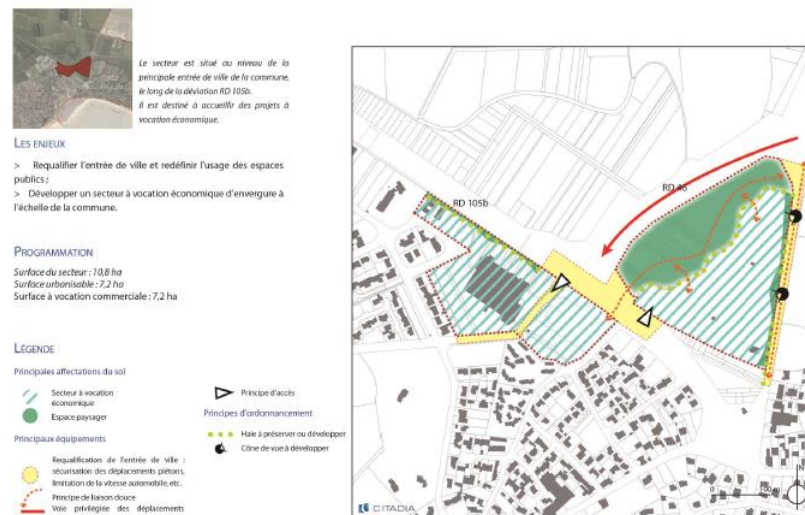 Le secteur est situé au niveau de la
principale entrée de ville de la commune,
le long de la déviation RD 105b.
Il est destiné à accueillir des projets à
vocation économique.
LES ENJEUX
> Requalifier l'entrée de ville et redéfinir l'usage des espaces
publics ;
> Développer un secteur à vocation économique d'envergure à
l'échelle de la commune.
PROGRAMMATION
Surface du secteur : 10,8 ha
Surface urbanisable : 7,2 ha
Surface à vocation commerciale : 7,2 ha
LÉGENDE
Principales affectations du sol
Secteur à vocation
économique
Espace paysager
Principaux équipements
Requalification de l'entrée de ville :
sécurisation des déplacements piétons,
limitation de la vitesse automobile, etc.
Principe de liaison douce
Voie privilégiée des déplacements
Principe d'accès
Principes d'ordonnancement
Haie à préserver ou développer
Cône de vue à développer
RD 105b
RD 46
CITADIA
0
100 m
N